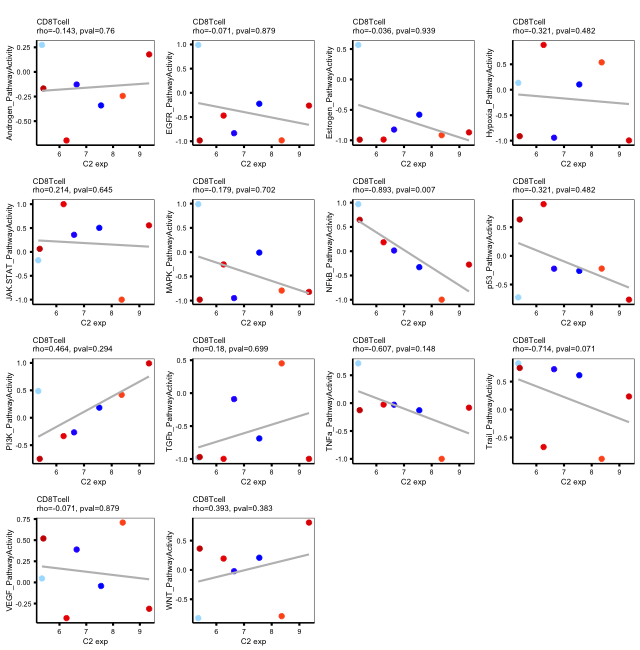 CD8Tcell
rho=-0.143, pval=0.76
Androgen_PathwayActivity
0.25
0.00
-0.25
-0.50
6 7 8 9
C2 exp
CD8Tcell
rho=-0.071, pval=0.879
EGFR_PathwayActivity
1.0
0.5
0.0
-0.5
-1.0
6 7 8 9
C2 exp
CD8Tcell
rho=-0.036, pval=0.939
Estrogen_PathwayActivity
0.5
0.0
-0.5
-1.0
6 7 8 9
C2 exp
CD8Tcell
rho=-0.321, pval=0.482
Hypoxia_PathwayActivity
0.5
0.0
-0.5
-1.0
6 7 8 9
C2 exp
CD8Tcell
rho=0.214, pval=0.645
JAK-STAT_PathwayActivity
1.0
0.5
0.0
-0.5
-1.0
6 7 8 9
C2 exp
CD8Tcell
rho=-0.179, pval=0.702
MAPK_PathwayActivity
1.0
0.5
0.0
-0.5
-1.0
6 7 8 9
C2 exp
CD8Tcell
rho=-0.893, pval=0.007
NFkB_PathwayActivity
1.0
0.5
0.0
-0.5
-1.0
6 7 8 9
C2 exp
CD8Tcell
rho=-0.321, pval=0.482
p53_PathwayActivity
0.5
0.0
-0.5
6 7 8 9
C2 exp
CD8Tcell
rho=0.464, pval=0.294
PI3K_PathwayActivity
1.0
0.5
0.0
-0.5
6 7 8 9
C2 exp
CD8Tcell
rho=0.18, pval=0.699
TGFb_PathwayActivity
0.5
0.0
-0.5
-1.0
6 7 8 9
C2 exp
CD8Tcell
rho=-0.607, pval=0.148
TNFa_PathwayActivity
0.5
0.0
-0.5
-1.0
6 7 8 9
C2 exp
CD8Tcell
rho=-0.714, pval=0.071
Trail_PathwayActivity
0.5
0.0
-0.5
6 7 8 9
C2 exp
CD8Tcell
rho=-0.071, pval=0.879
VEGF_PathwayActivity
0.75
0.50
0.25
0.00
-0.25
6 7 8 9
C2 exp
CD8Tcell
rho=0.393, pval=0.383
WNT_PathwayActivity
0.5
0.0
-0.5
6 7 8 9
C2 exp